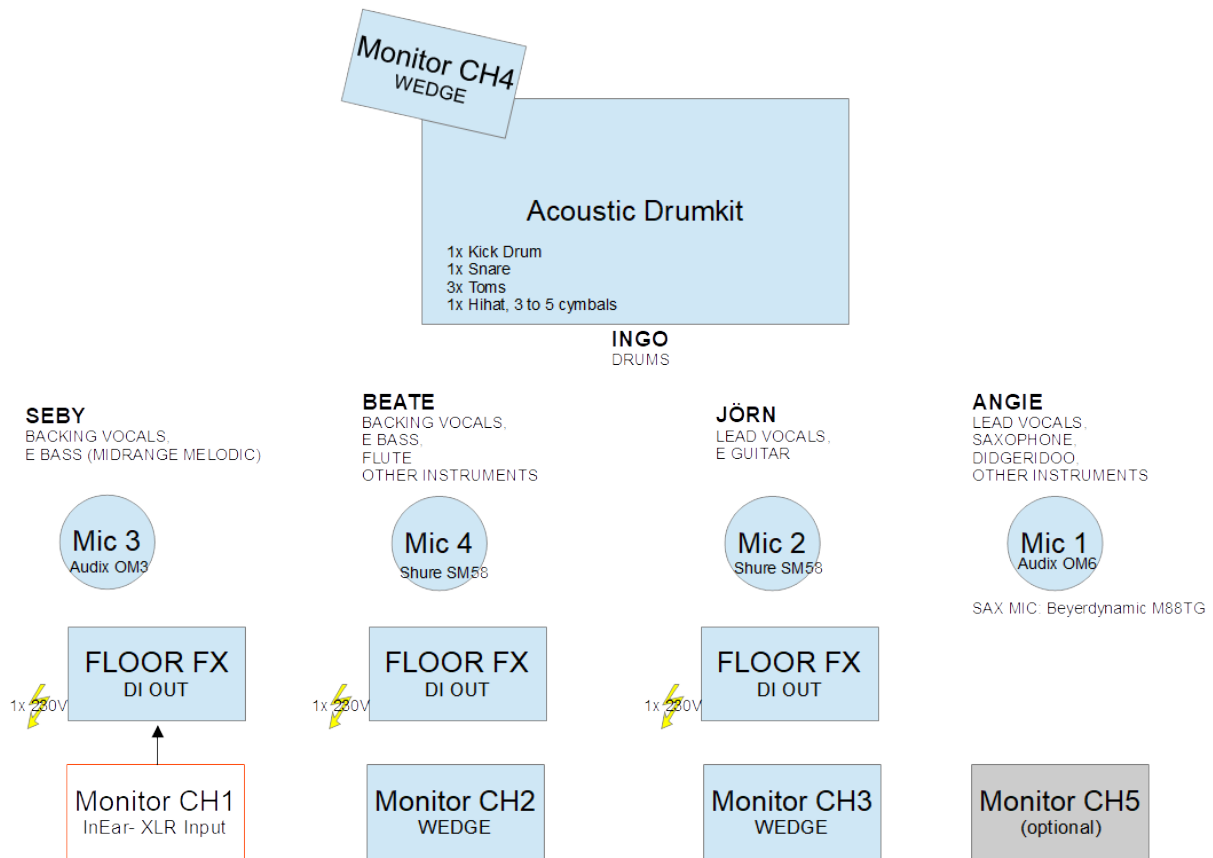 Monitor CH4
WEDGE
Acoustic Drumkit
1x Kick Drum
1x Snare
3x Toms
1x Hihat, 3 to 5 cymbals
INGO
DRUMS
SEBY
BACKING VOCALS,
E BASS (MIDRANGE MELODIC)
BEATE
BACKING VOCALS,
E BASS,
FLUTE
OTHER INSTRUMENTS
JÖRN
LEAD VOCALS,
E GUITAR
ANGIE
LEAD VOCALS,
SAXOPHONE,
DIDGERIDOO,
OTHER INSTRUMENTS
Mic 3
Audix OM3
Mic 4
Shure SM58
Mic 2
Shure SM58
Mic 1
Audix OM6
SAX MIC: Beyerdynamic M88TG
FLOOR FX
DI OUT
1x 230V
FLOOR FX
DI OUT
1x 230V
FLOOR FX
DI OUT
1x 230V
Monitor CH1
InEar- XLR Input
Monitor CH2
WEDGE
Monitor CH3
WEDGE
Monitor CH5
(optional)